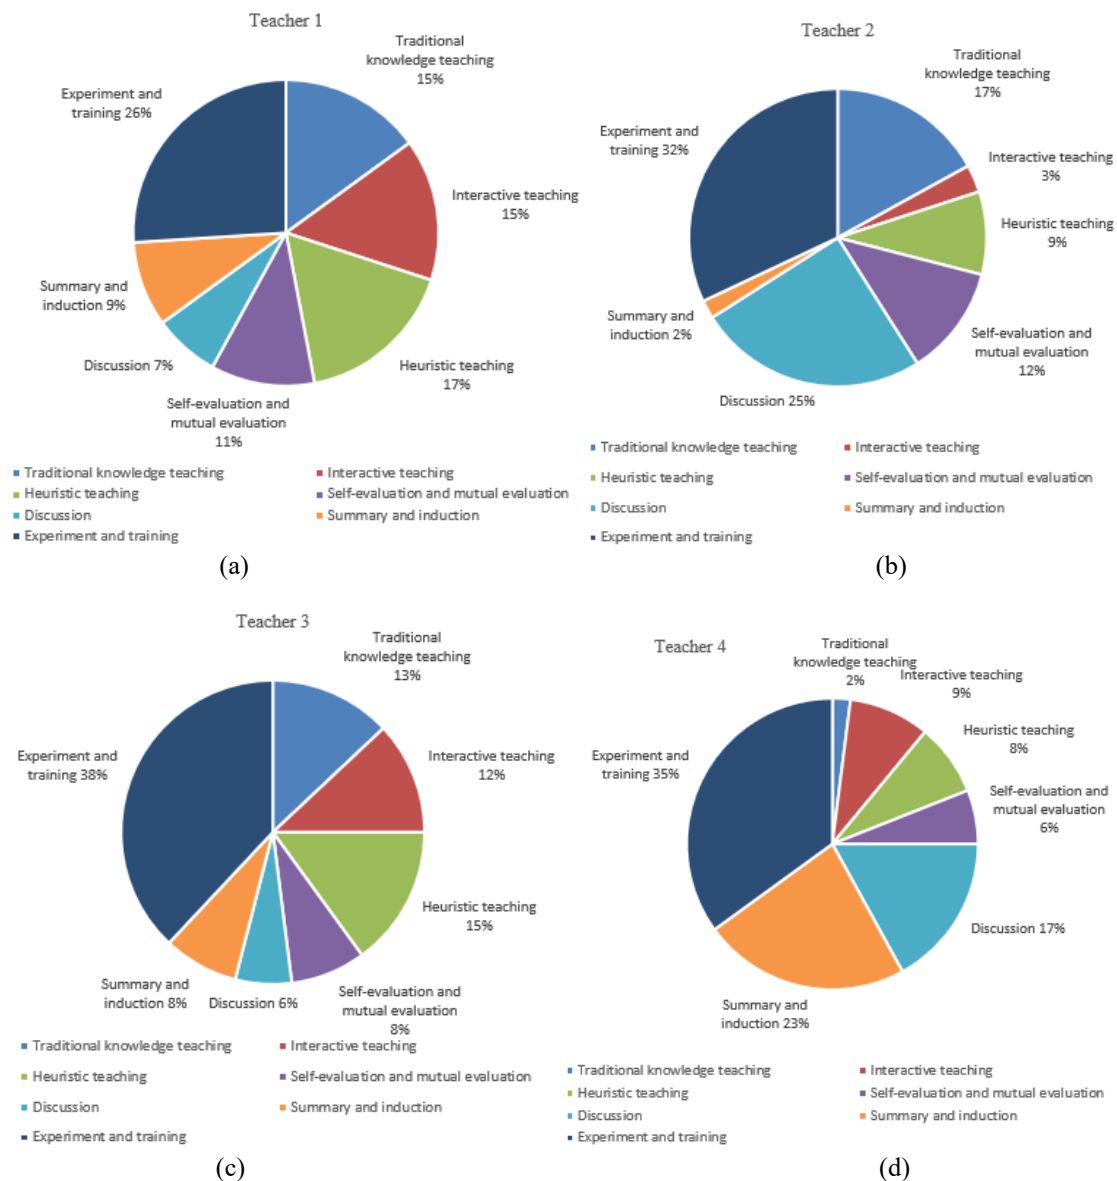 Teacher 1
Traditional
knowledge teaching
15%
Interactive teaching
15%
Heuristic teaching
17%
Self-evaluation and
mutual evaluation
11%
Discussion 7%
Summary and
induction 9%
Experiment and
training 26%
Traditional knowledge teaching
Interactive teaching
Heuristic teaching
Self-evaluation and mutual evaluation
Discussion
Summary and induction
Experiment and training
(a)
Teacher 2
Traditional
knowledge teaching
17%
Interactive teaching
3%
Heuristic teaching
9%
Self-evaluation and
mutual evaluation
12%
Discussion 25%
Summary and
induction 2%
Experiment and
training 32%
Traditional knowledge teaching
Interactive teaching
Heuristic teaching
Self-evaluation and mutual evaluation
Discussion
Summary and induction
Experiment and training
(b)
Teacher 3
Traditional
knowledge teaching
13%
Interactive teaching
12%
Heuristic teaching
15%
Self-evaluation and
mutual evaluation
8%
Discussion 6%
Summary and
induction 8%
Experiment and
training 38%
Traditional knowledge teaching
Interactive teaching
Heuristic teaching
Self-evaluation and mutual evaluation
Discussion
Summary and induction
Experiment and training
(c)
Teacher 4
Traditional
knowledge teaching
2%
Interactive teaching
9%
Heuristic teaching
8%
Self-evaluation and
mutual evaluation
6%
Discussion 17%
Summary and
induction 23%
Experiment and
training 35%
Traditional knowledge teaching
Interactive teaching
Heuristic teaching
Self-evaluation and mutual evaluation
Discussion
Summary and induction
Experiment and training
(d)